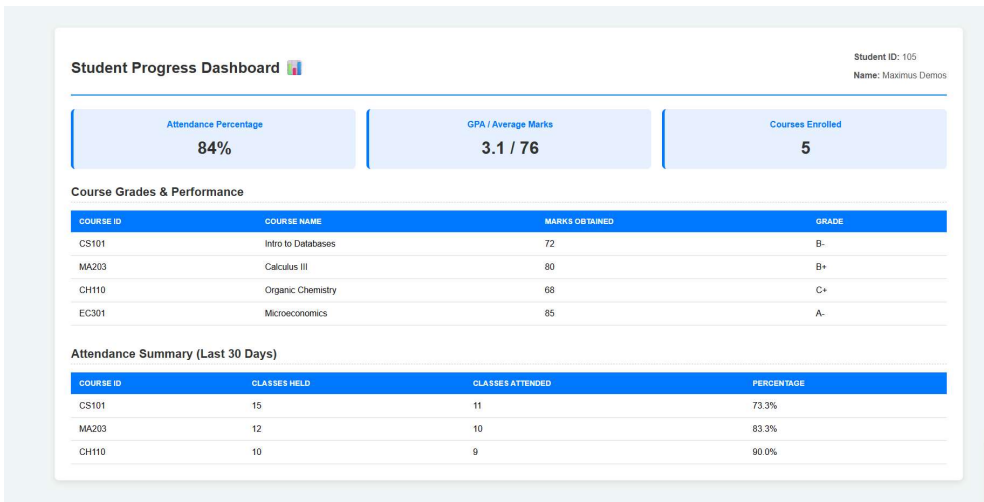 Student Progress Dashboard
Student ID: 105
Name: Maximus Demos
Attendance Percentage
84%
GPA / Average Marks
3.1 / 76
Courses Enrolled
5
Course Grades & Performance
COURSE ID COURSE NAME MARKS OBTAINED GRADE
CS101 Intro to Databases 72 B-
MA203 Calculus III 80 B+
CH110 Organic Chemistry 68 C+
EC301 Microeconomics 85 A-
Attendance Summary (Last 30 Days)
COURSE ID CLASSES HELD CLASSES ATTENDED PERCENTAGE
CS101 15 11 73.3%
MA203 12 10 83.3%
CH110 10 9 90.0%